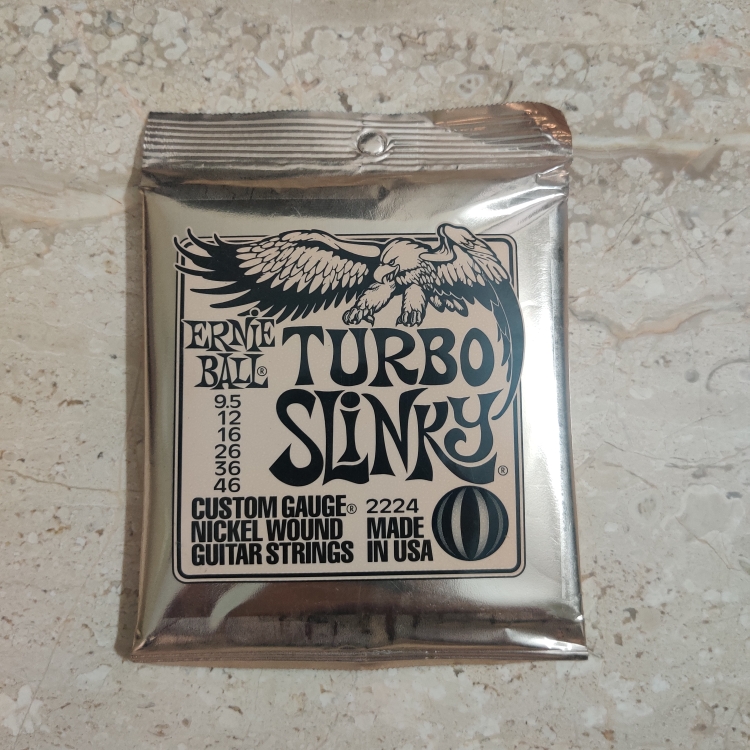 ERNiE
BALL®
TURBO
SLiNKY®
9.5
12
16
26
36
46
CUSTOM GAUGE®
NICKEL WOUND
GUITAR STRINGS
2224
MADE
IN USA